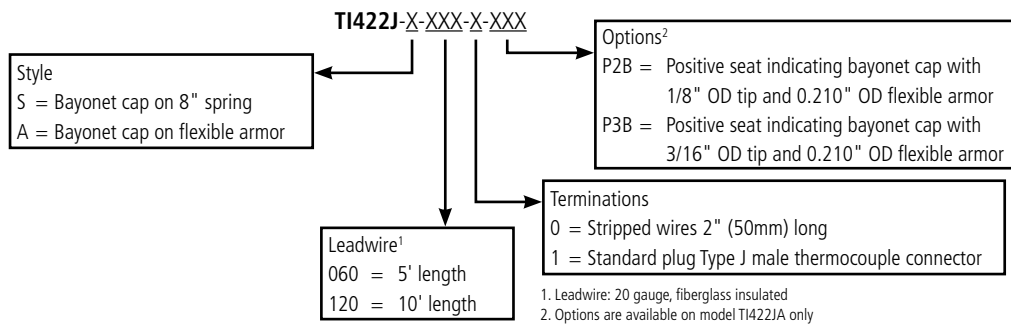 TI422J-X-XXX-X-XXX
Style
S = Bayonet cap on 8" spring
A = Bayonet cap on flexible armor
Options2
P2B = Positive seat indicating bayonet cap with
1/8" OD tip and 0.210" OD flexible armor
P3B = Positive seat indicating bayonet cap with
3/16" OD tip and 0.210" OD flexible armor
Terminations
0 = Stripped wires 2" (50mm) long
1 = Standard plug Type J male thermocouple connector
Leadwire1
060 = 5' length
120 = 10' length
1. Leadwire: 20 gauge, fiberglass insulated
2. Options are available on model TI422JA only